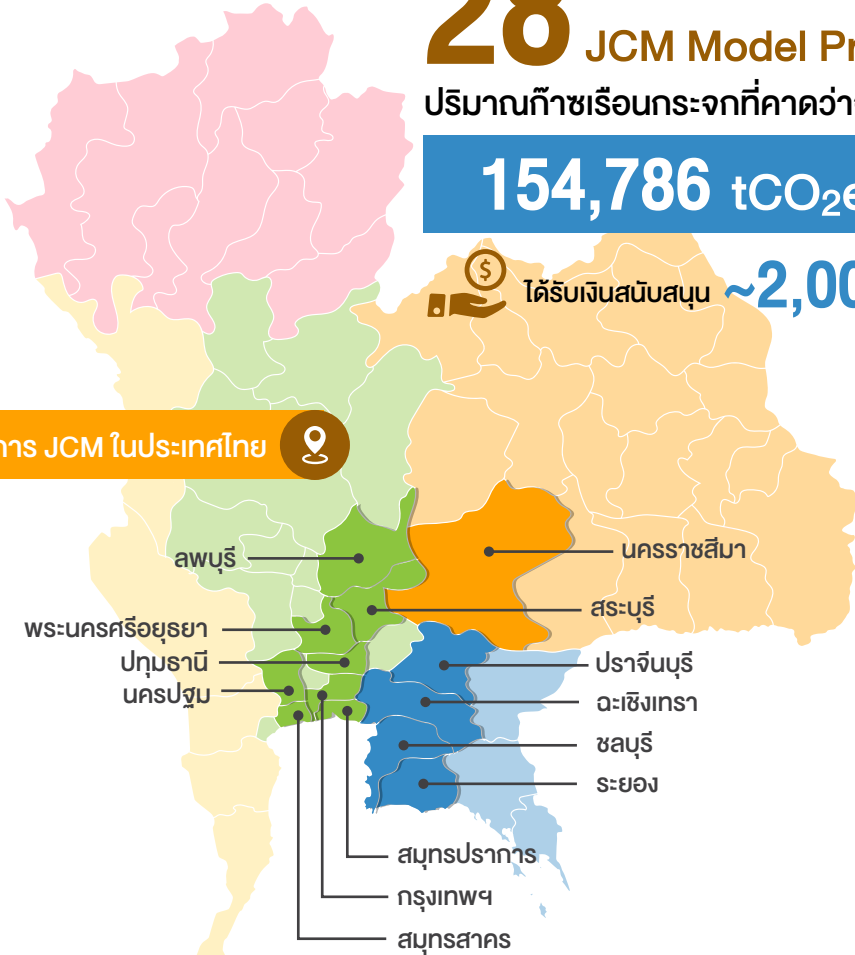 28 JCM Model Pr
ปริมาณก๊าซเรือนกระจกที่คาดว่า
154,786 tCO₂e
ได้รับเงินสนับสนุน ~2,00
การ JCM ในประเทศไทย
ลพบุรี
นครราชสีมา
สระบุรี
พระนครศรีอยุธยา
ปทุมธานี
นครปฐม
ปราจีนบุรี
ฉะเชิงเทรา
ชลบุรี
ระยอง
สมุทรปราการ
กรุงเทพฯ
สมุทรสาคร